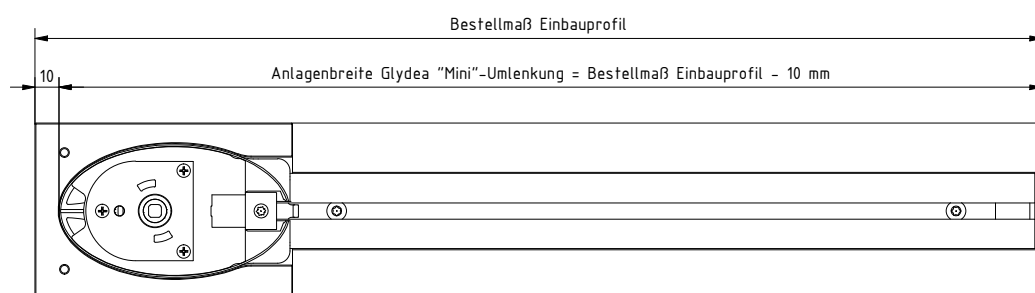 Bestellmaß Einbauprofil
10
Anlagenbreite Glydea "Mini"-Umlenkung = Bestellmaß Einbauprofil - 10 mm